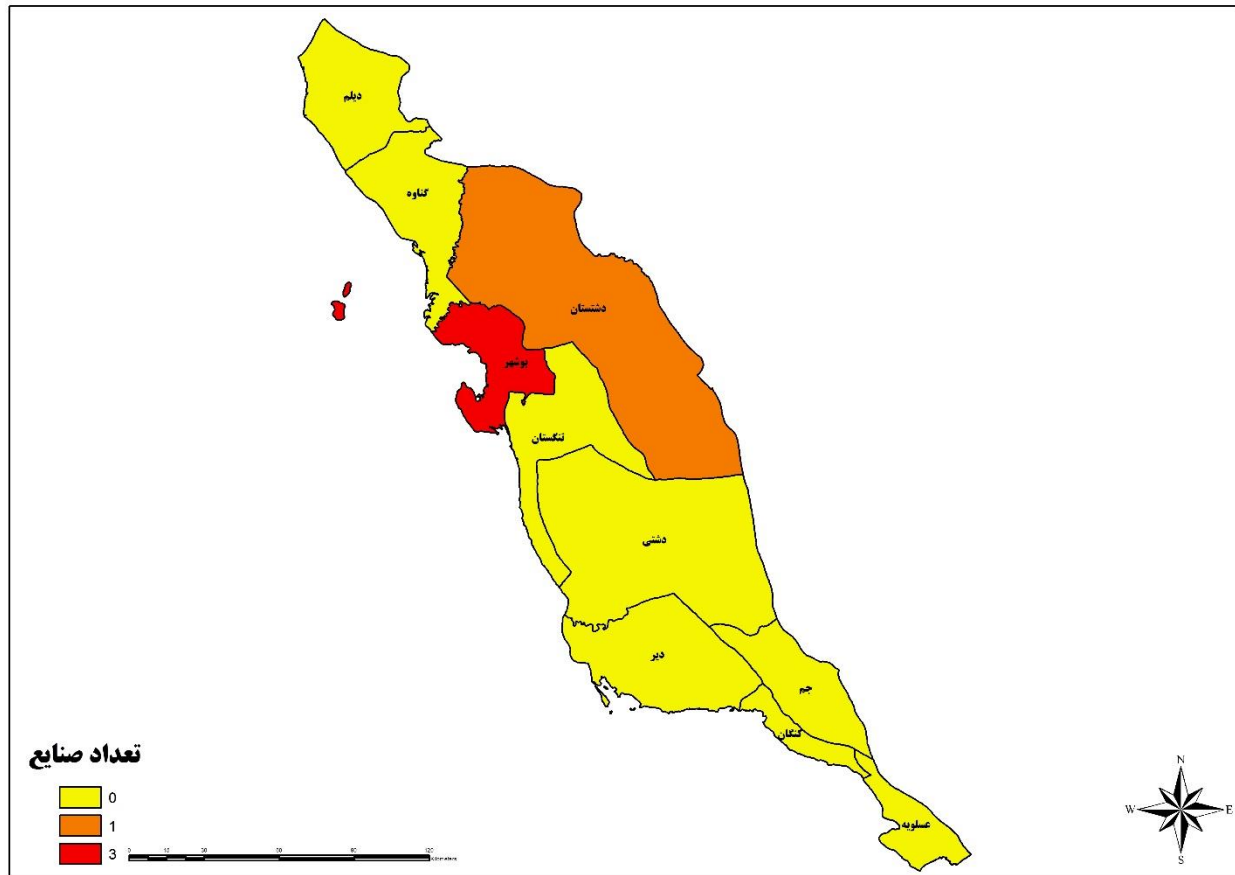 دیلم
گناوه
دشتستان
بوشهر
تنگستان
دشتی
دیر
جم
کنگان
عسلویه
تعداد صنایع
0
1
3
N
W E
S